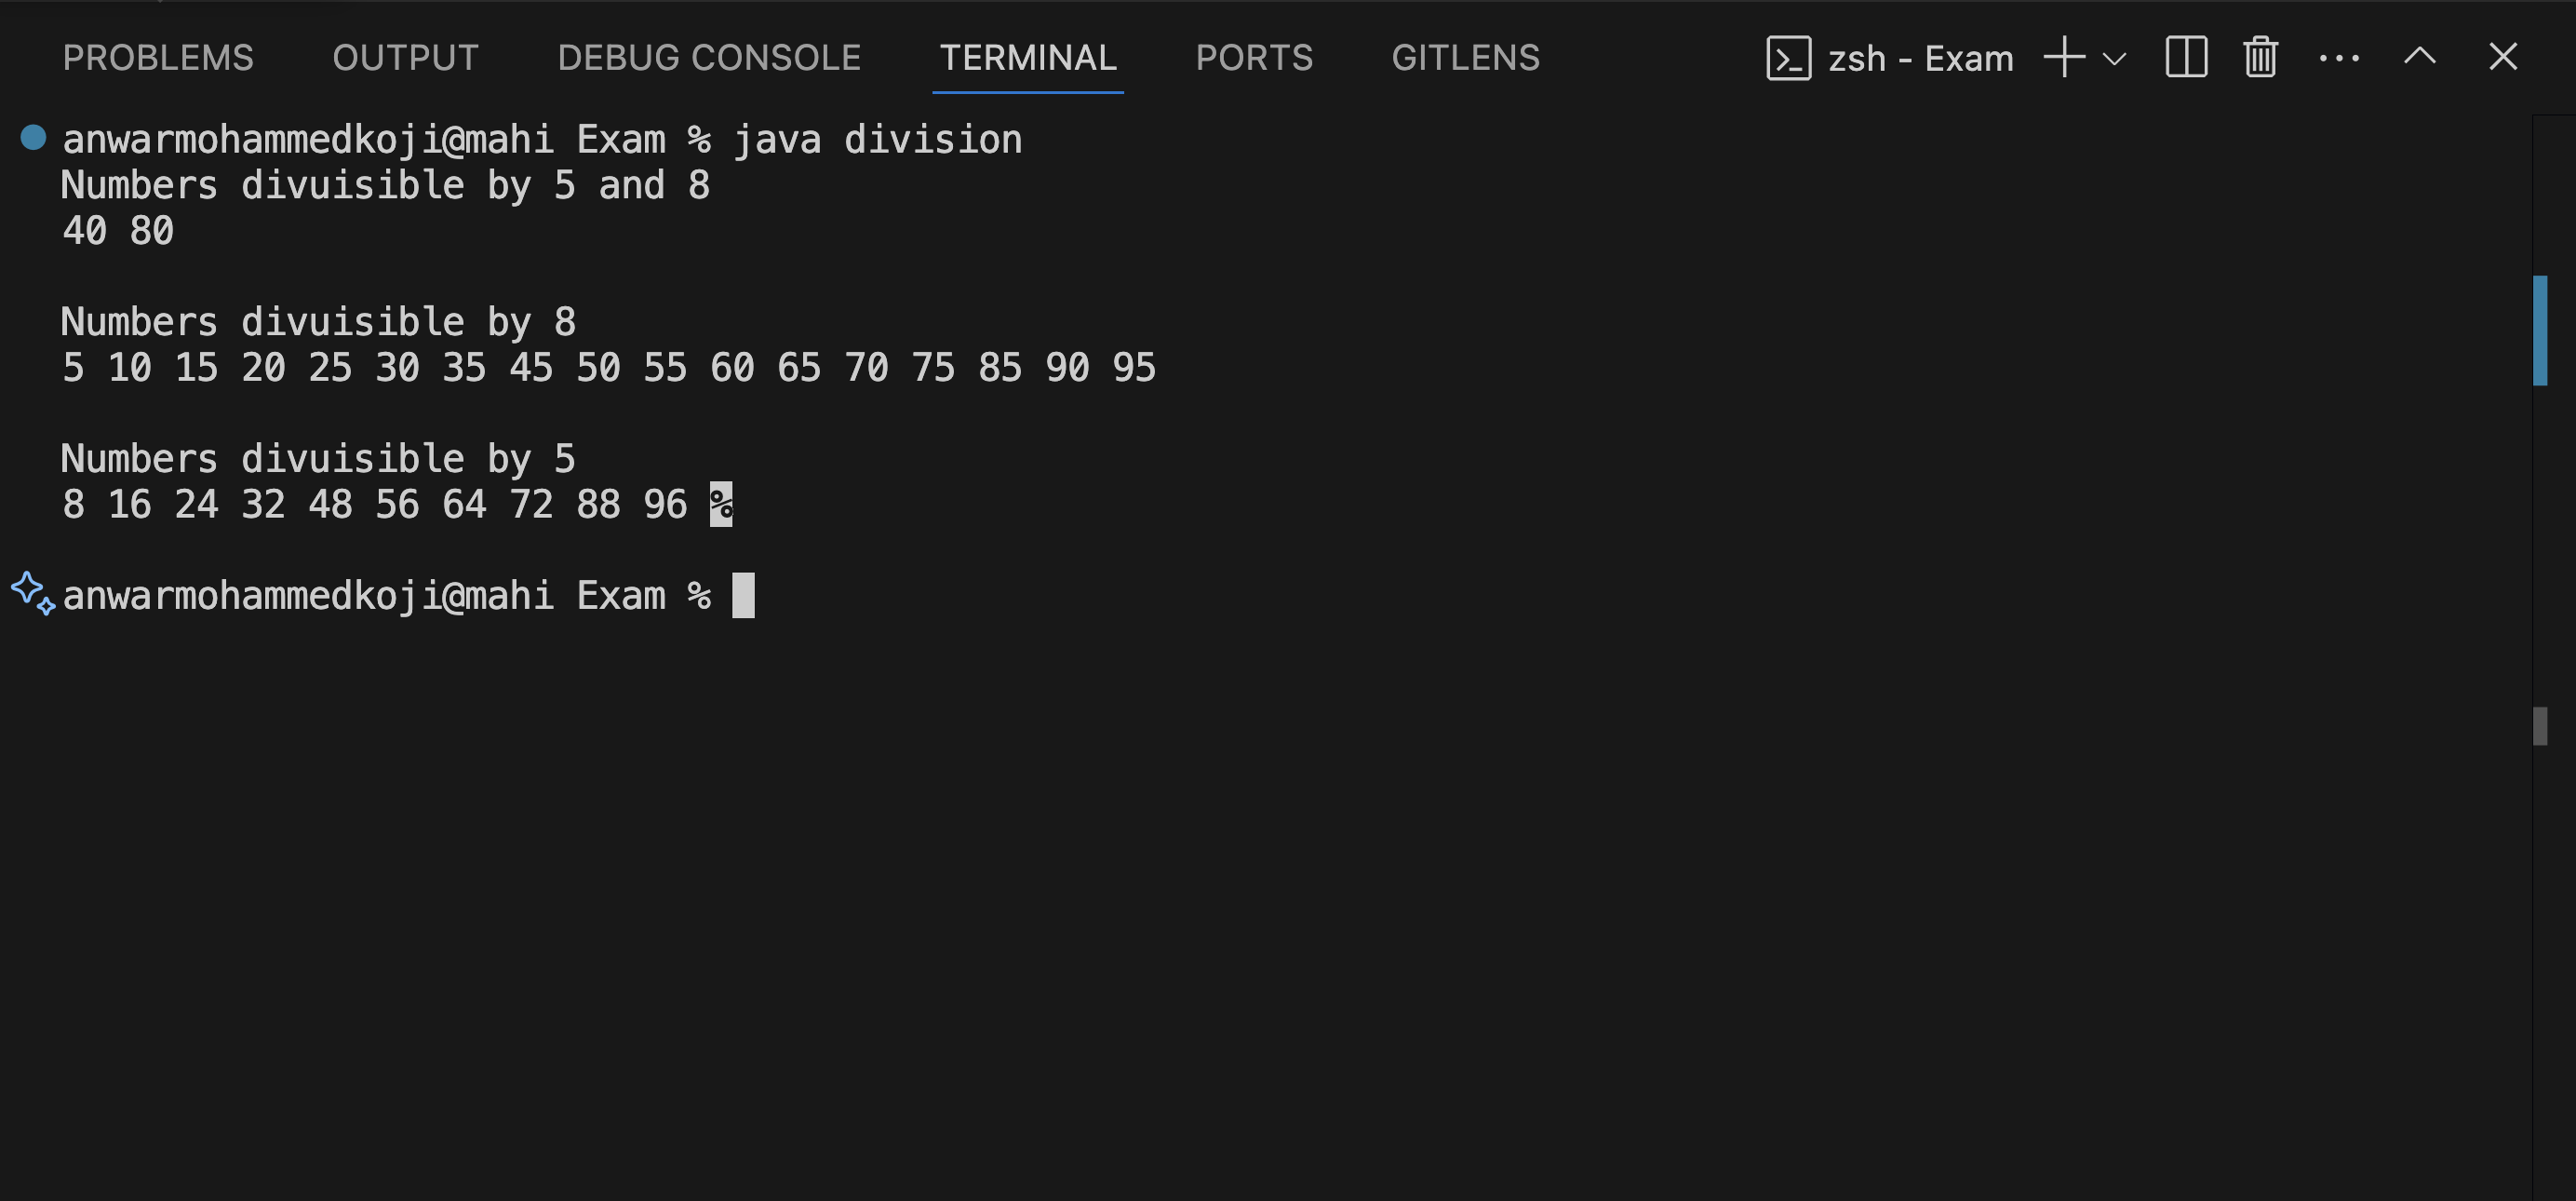 PROBLEMS OUTPUT DEBUG CONSOLE TERMINAL PORTS GITLENS zsh - Exam
anwarmohammedkoji@mahi Exam % java division
Numbers divuisible by 5 and 8
40 80
Numbers divuisible by 8
5 10 15 20 25 30 35 45 50 55 60 65 70 75 85 90 95
Numbers divuisible by 5
8 16 24 32 48 56 64 72 88 96 %
anwarmohammedkoji@mahi Exam %